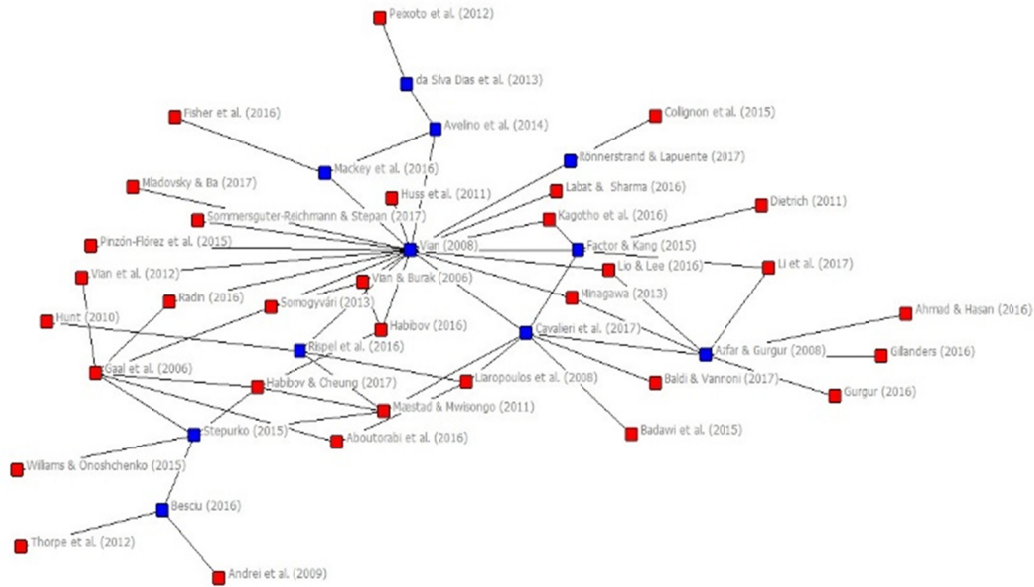 Peixoto et al. (2012)
da Siva Dias et al. (2013)
Colignon et al. (2015)
Fisher et al. (2016)
Avelino et al. (2014)
Könnerstrand & Lapuente (2017)
Mackey et al. (2016)
Mladovsky & Ba (2017)
Huss et al. (2011)
Labat & Sharma (2016)
Dietrich (2011)
Sommersguter-Reichmann & Stepan (2017)
Kagotho et al. (2016)
Pinzón-Flórez et al. (2015)
Vian (2008)
Factor & Kang (2015)
Lio & Lee (2016)
Li et al. (2017)
Vian et al. (2012)
Vian & Burak (2006)
Radin (2016)
Somogyvári (2013)
Minagawa (2013)
Ahmad & Hasan (2016)
Hunt (2010)
Habibov (2016)
Cavalieri et al. (2017)
Rispel et al. (2016)
Azfar & Gurgur (2008)
Gillanders (2016)
Gaal et al. (2006)
Habibov & Cheung (2017)
Liaropoulos et al. (2008)
Baldi & Vannroni (2017)
Gurgur (2016)
Mæstad & Mwisongo (2011)
Stepurko (2015)
Aboutorabi et al. (2016)
Badawi et al. (2015)
Willams & Onoshchenko (2015)
Besciu (2016)
Thorpe et al. (2012)
Andrei et al. (2009)